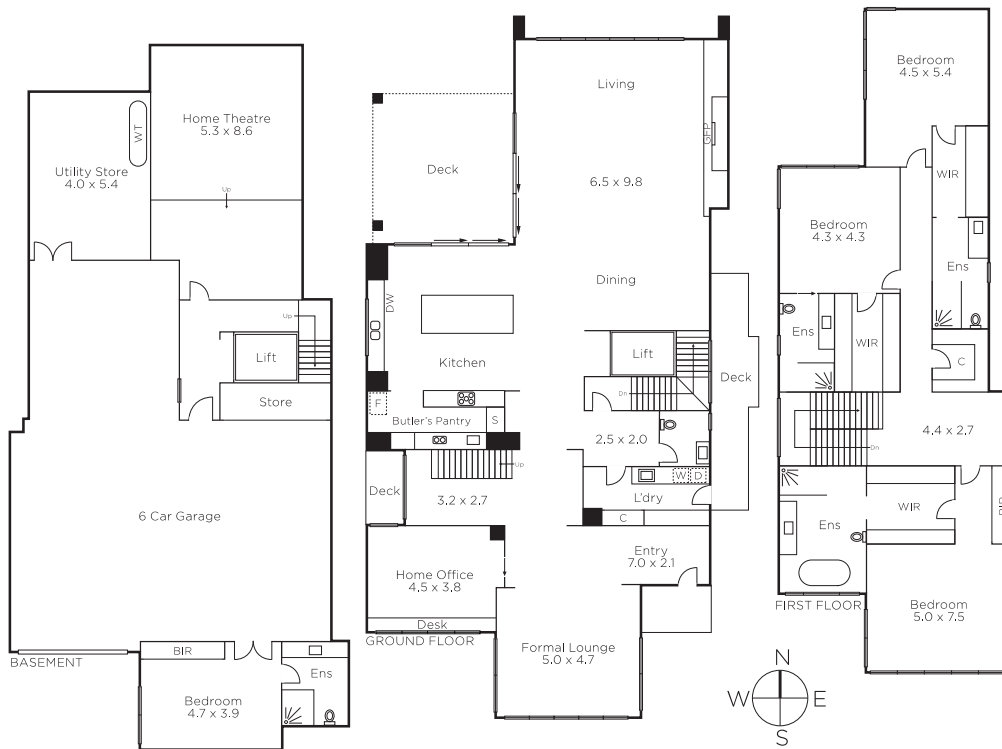 Home Theatre
5.3 x 8.6
WT
Utility Store
4.0 x 5.4
Up
Up
Lift
Store
6 Car Garage
BASEMENT
BIR
Ens
Bedroom
4.7 x 3.9
Living
GFP
Deck
6.5 x 9.8
DW
Dining
Kitchen
Lift
Deck
F
Butler's Pantry
S
Dn
2.5 x 2.0
Up
Deck
3.2 x 2.7
W
D
L'dry
C
Entry
7.0 x 2.1
Home Office
4.5 x 3.8
Desk
GROUND FLOOR
Formal Lounge
5.0 x 4.7
Bedroom
4.5 x 5.4
WIR
Bedroom
4.3 x 4.3
Ens
Ens
WIR
C
4.4 x 2.7
Dn
WIR
BIR
Ens
FIRST FLOOR
Bedroom
5.0 x 7.5
N
W
E
S